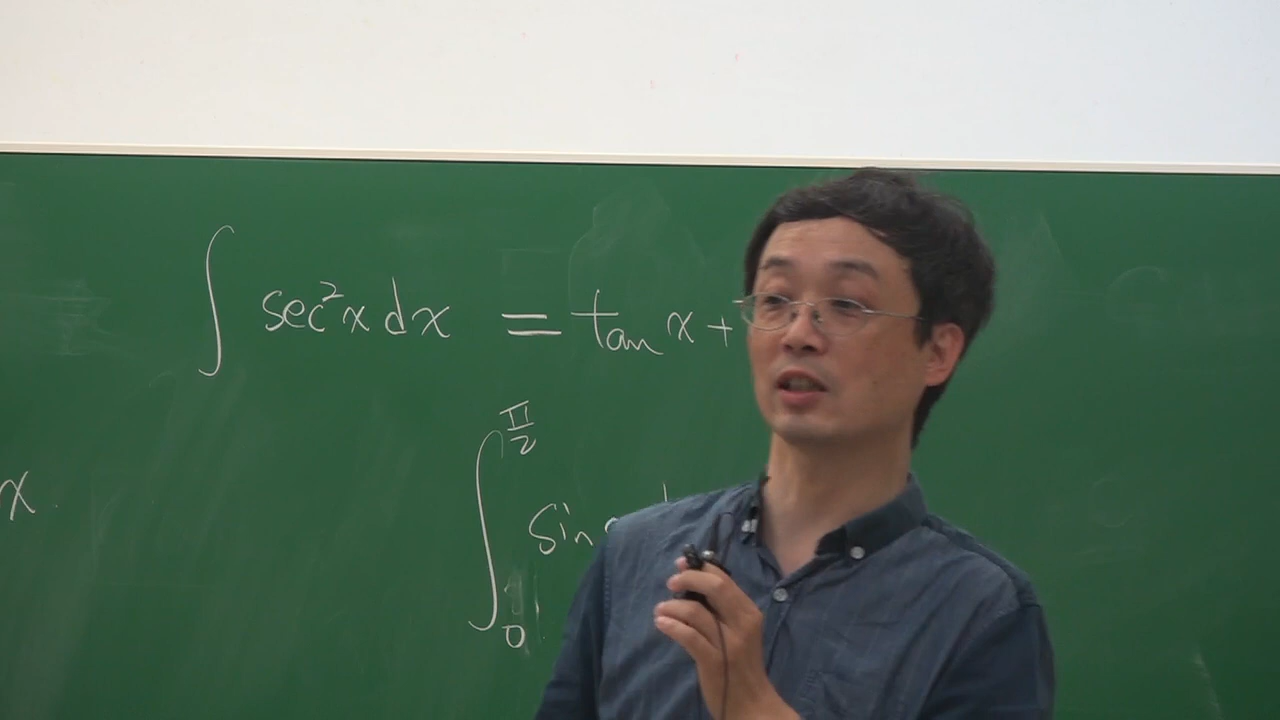 ∫ sec²x dx = tan x +
x
∫₀^{π/2} sin